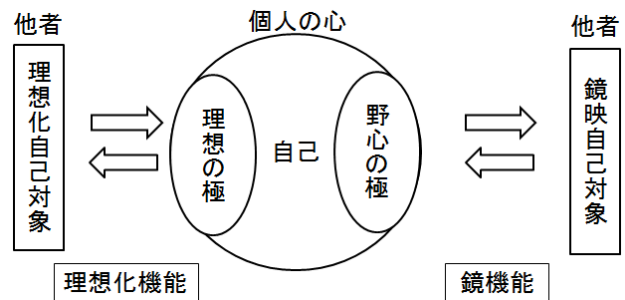 個人の心
他者
他者
理想化自己対象
理想の極
自己
野心の極
鏡映自己対象
理想化機能
鏡機能